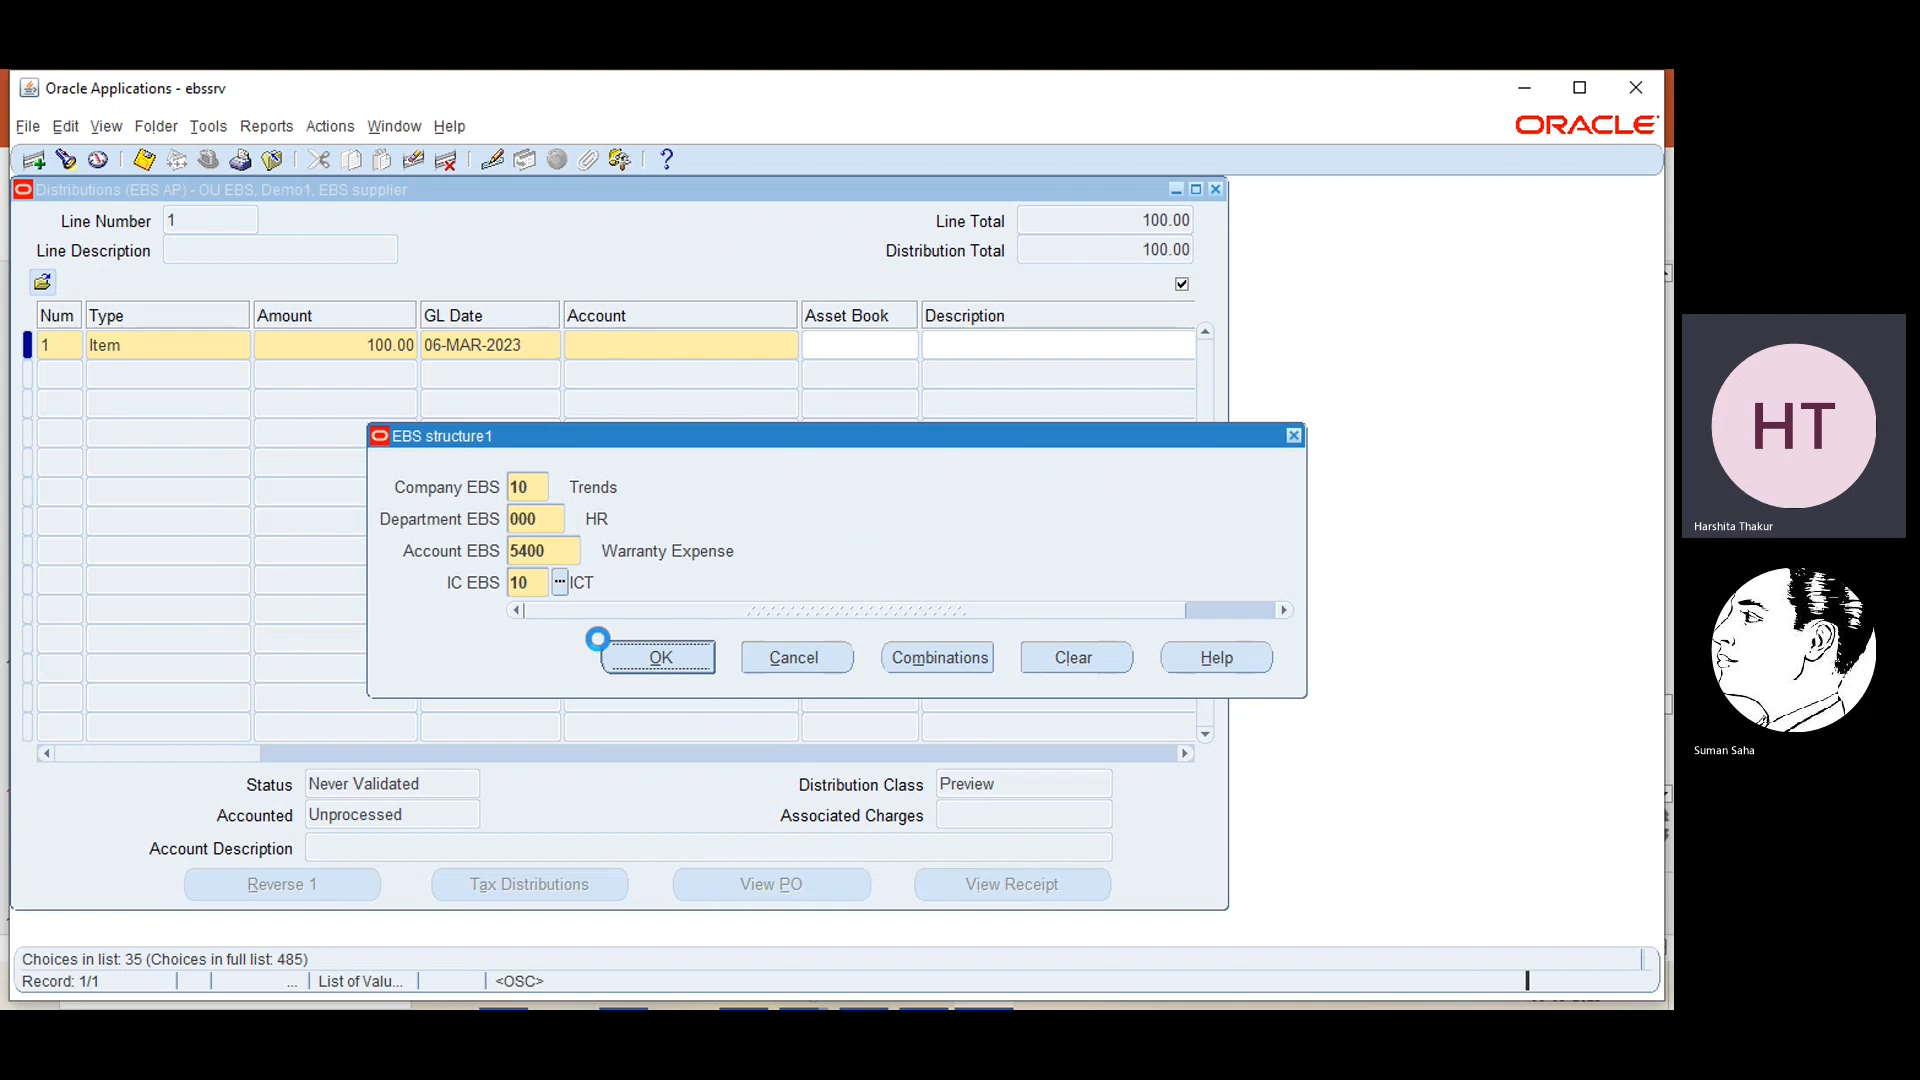 Oracle Applications - ebssrv
File Edit View Folder Tools Reports Actions Window Help
ORACLE
Distributions (EBS AP) - OU EBS, Demo1, EBS supplier
Line Number 1
Line Total 100.00
Line Description
Distribution Total 100.00
Num Type Amount GL Date Account Asset Book Description
1 Item 100.00 06-MAR-2023
EBS structure1
Company EBS 10 Trends
Department EBS 000 HR
Account EBS 5400 Warranty Expense
IC EBS 10 ... ICT
OK Cancel Combinations Clear Help
Status Never Validated
Distribution Class Preview
Accounted Unprocessed
Associated Charges
Account Description
Reverse 1 Tax Distributions View PO View Receipt
Choices in list: 35 (Choices in full list: 485)
Record: 1/1 ... List of Valu... <OSC>
HT
Harshita Thakur
Suman Saha